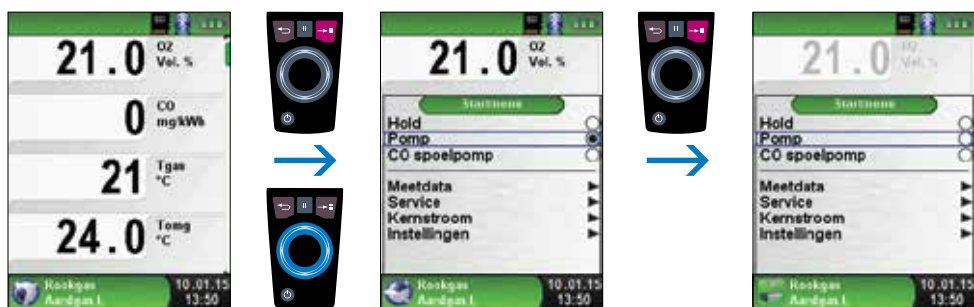 21.0 O2 Vol. %
0 CO mg/kWh
21 Tgas °C
24.0 Tomg °C
Rookgas 10.01.15
Aardgas L 13:50
21.0 O2 Vol. %
Startmenu
Hold
Pomp
CO spoelpomp
Meetdata
Service
Kernstroom
Instellingen
Rookgas 10.01.15
Aardgas L 13:50
21.0 O2 Vol. %
Startmenu
Hold
Pomp
CO spoelpomp
Meetdata
Service
Kernstroom
Instellingen
Rookgas 10.01.15
Aardgas L 13:50